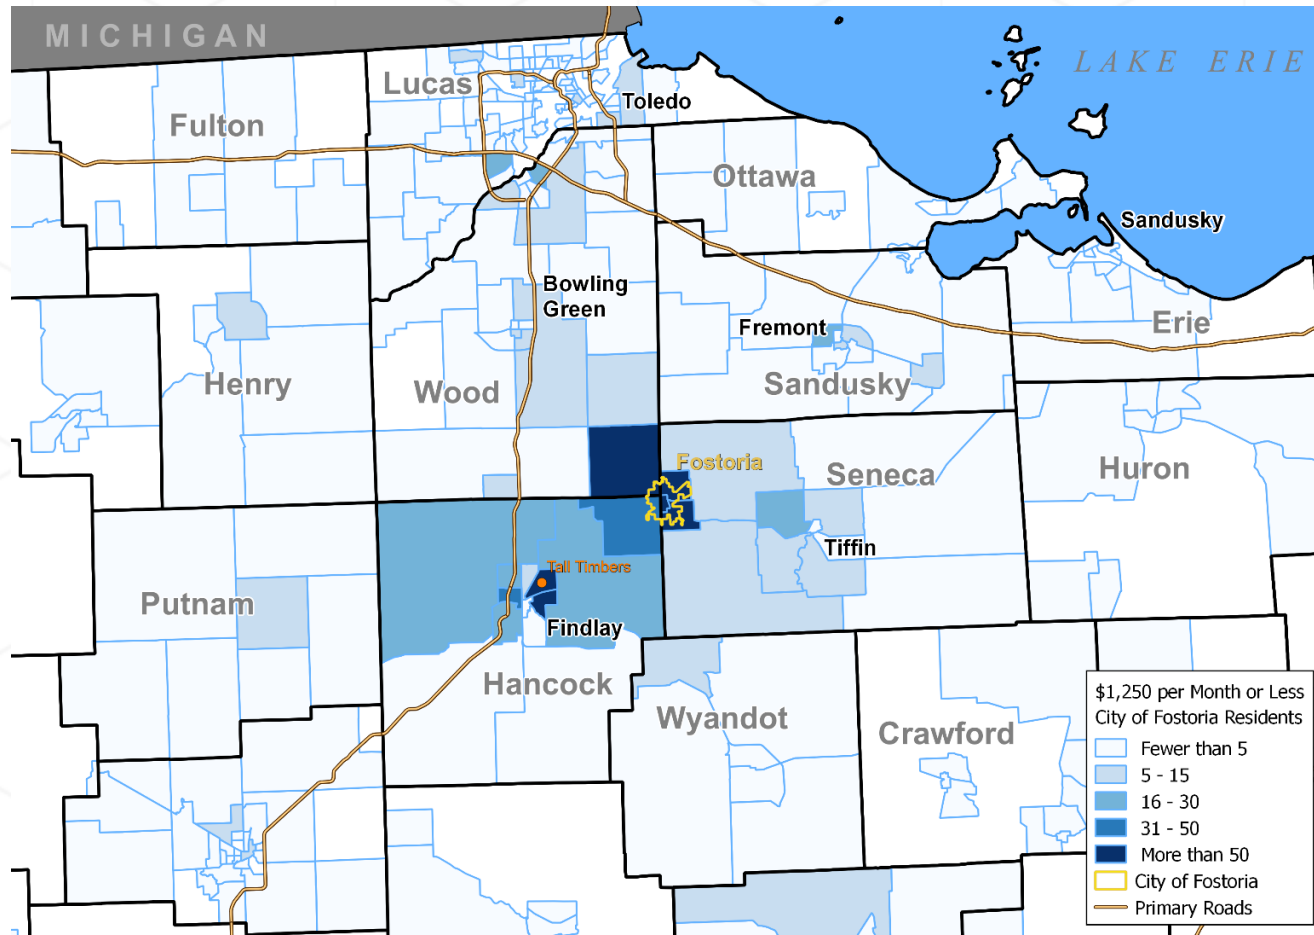 MICHIGAN
LAKE ERIE
Lucas
Toledo
Fulton
Ottawa
Sandusky
Bowling
Green
Fremont
Erie
Henry
Wood
Sandusky
Fostoria
Seneca
Huron
Tiffin
Tall Timbers
Putnam
Findlay
Hancock
Wyandot
Crawford
$1,250 per Month or Less
City of Fostoria Residents
Fewer than 5
5 - 15
16 - 30
31 - 50
More than 50
City of Fostoria
Primary Roads